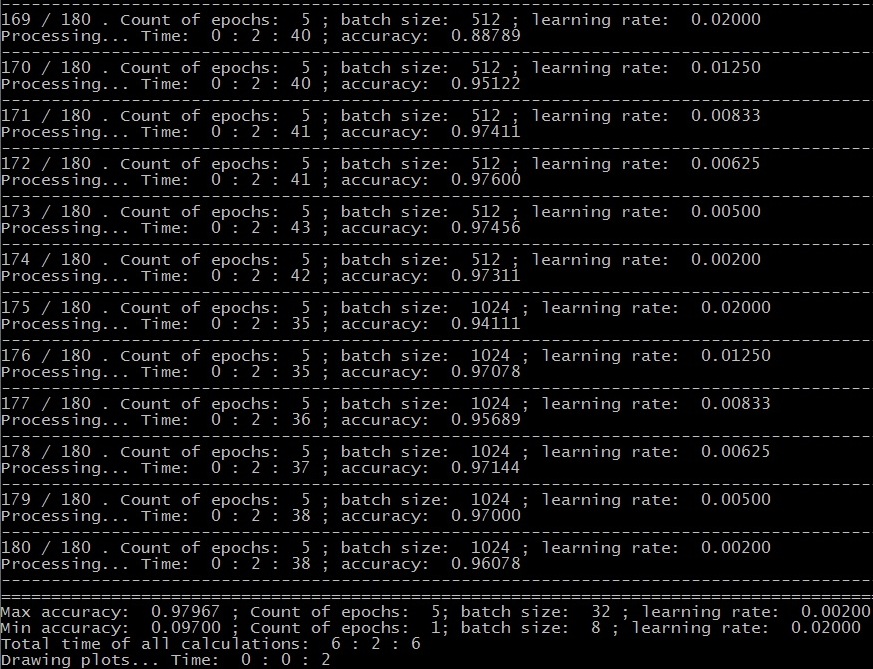 169 / 180 . Count of epochs:  5 ; batch size:  512 ; learning rate:  0.02000
Processing... Time:  0 : 2 : 40 ; accuracy:  0.88789
170 / 180 . Count of epochs:  5 ; batch size:  512 ; learning rate:  0.01250
Processing... Time:  0 : 2 : 40 ; accuracy:  0.95122
171 / 180 . Count of epochs:  5 ; batch size:  512 ; learning rate:  0.00833
Processing... Time:  0 : 2 : 41 ; accuracy:  0.97411
172 / 180 . Count of epochs:  5 ; batch size:  512 ; learning rate:  0.00625
Processing... Time:  0 : 2 : 41 ; accuracy:  0.97600
173 / 180 . Count of epochs:  5 ; batch size:  512 ; learning rate:  0.00500
Processing... Time:  0 : 2 : 43 ; accuracy:  0.97456
174 / 180 . Count of epochs:  5 ; batch size:  512 ; learning rate:  0.00200
Processing... Time:  0 : 2 : 42 ; accuracy:  0.97311
175 / 180 . Count of epochs:  5 ; batch size:  1024 ; learning rate:  0.02000
Processing... Time:  0 : 2 : 35 ; accuracy:  0.94111
176 / 180 . Count of epochs:  5 ; batch size:  1024 ; learning rate:  0.01250
Processing... Time:  0 : 2 : 35 ; accuracy:  0.97078
177 / 180 . Count of epochs:  5 ; batch size:  1024 ; learning rate:  0.00833
Processing... Time:  0 : 2 : 36 ; accuracy:  0.95689
178 / 180 . Count of epochs:  5 ; batch size:  1024 ; learning rate:  0.00625
Processing... Time:  0 : 2 : 37 ; accuracy:  0.97144
179 / 180 . Count of epochs:  5 ; batch size:  1024 ; learning rate:  0.00500
Processing... Time:  0 : 2 : 38 ; accuracy:  0.97000
180 / 180 . Count of epochs:  5 ; batch size:  1024 ; learning rate:  0.00200
Processing... Time:  0 : 2 : 38 ; accuracy:  0.96078
Max accuracy:  0.97967 ; Count of epochs:  5; batch size:  32 ; learning rate:  0.00200
Min accuracy:  0.09700 ; Count of epochs:  1; batch size:  8 ; learning rate:  0.02000
Total time of all calculations:  6 : 2 : 6
Drawing plots... Time:  0 : 0 : 2